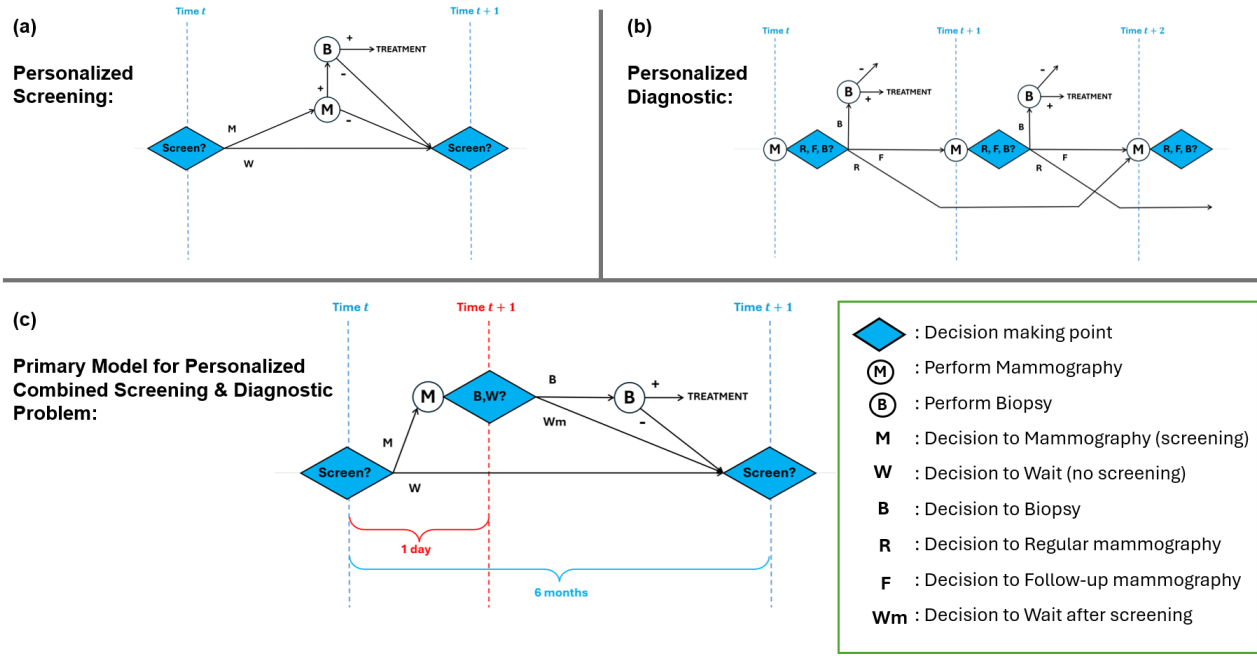 (a)
Personalized
Screening:
Time t
Time t + 1
B
+
TREATMENT
-
+
M
-
Screen?
M
W
Screen?
(b)
Personalized
Diagnostic:
Time t
Time t + 1
Time t + 2
-
B
+
TREATMENT
-
B
+
TREATMENT
B
B
M
R, F, B?
F
R
M
R, F, B?
F
R
M
R, F, B?
(c)
Primary Model for Personalized
Combined Screening & Diagnostic
Problem:
Time t
Time t + 1
Time t + 1
M
B,W?
B
Wm
B
+
TREATMENT
-
M
Screen?
W
Screen?
1 day
6 months
: Decision making point
M : Perform Mammography
B : Perform Biopsy
M : Decision to Mammography (screening)
W : Decision to Wait (no screening)
B : Decision to Biopsy
R : Decision to Regular mammography
F : Decision to Follow-up mammography
Wm : Decision to Wait after screening